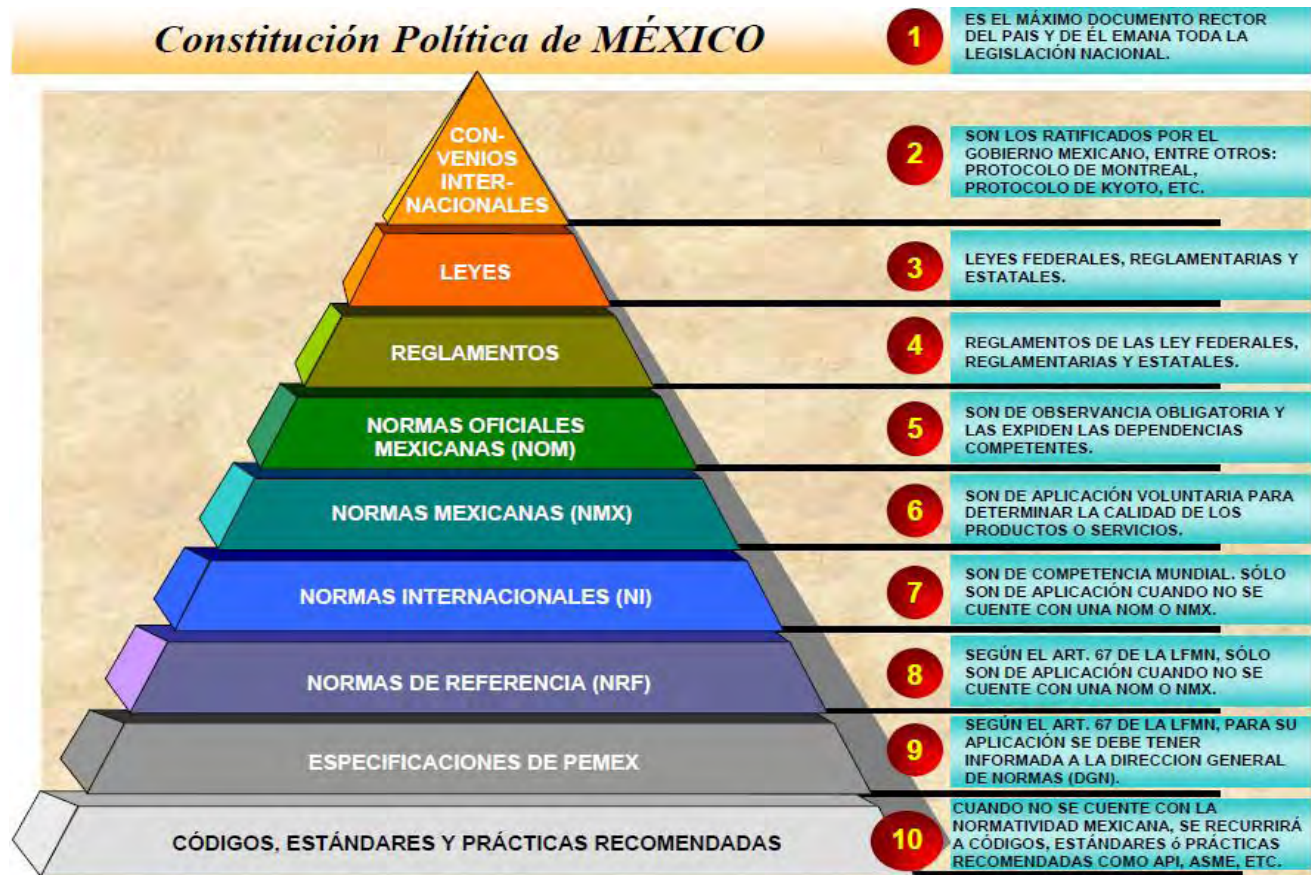 Constitución Política de MÉXICO
1
ES EL MÁXIMO DOCUMENTO RECTOR
DEL PAIS Y DE ÉL EMANA TODA LA
LEGISLACIÓN NACIONAL.
CON-
VENIOS
INTER-
NACIONALES
2
SON LOS RATIFICADOS POR EL
GOBIERNO MEXICANO, ENTRE OTROS:
PROTOCOLO DE MONTREAL,
PROTOCOLO DE KYOTO, ETC.
LEYES
3
LEYES FEDERALES, REGLAMENTARIAS Y
ESTATALES.
REGLAMENTOS
4
REGLAMENTOS DE LAS LEY FEDERALES,
REGLAMENTARIAS Y ESTATALES.
NORMAS OFICIALES
MEXICANAS (NOM)
5
SON DE OBSERVANCIA OBLIGATORIA Y
LAS EXPIDEN LAS DEPENDENCIAS
COMPETENTES.
NORMAS MEXICANAS (NMX)
6
SON DE APLICACIÓN VOLUNTARIA PARA
DETERMINAR LA CALIDAD DE LOS
PRODUCTOS O SERVICIOS.
NORMAS INTERNACIONALES (NI)
7
SON DE COMPETENCIA MUNDIAL. SÓLO
SON DE APLICACIÓN CUANDO NO SE
CUENTE CON UNA NOM O NMX.
NORMAS DE REFERENCIA (NRF)
8
SEGÚN EL ART. 67 DE LA LFMN, SÓLO
SON DE APLICACIÓN CUANDO NO SE
CUENTE CON UNA NOM O NMX.
ESPECIFICACIONES DE PEMEX
9
SEGÚN EL ART. 67 DE LA LFMN, PARA SU
APLICACIÓN SE DEBE TENER
INFORMADA A LA DIRECCION GENERAL
DE NORMAS (DGN).
CÓDIGOS, ESTÁNDARES Y PRÁCTICAS RECOMENDADAS
10
CUANDO NO SE CUENTE CON LA
NORMATIVIDAD MEXICANA, SE RECURRIRÁ
A CÓDIGOS, ESTÁNDARES ó PRÁCTICAS
RECOMENDADAS COMO API, ASME, ETC.